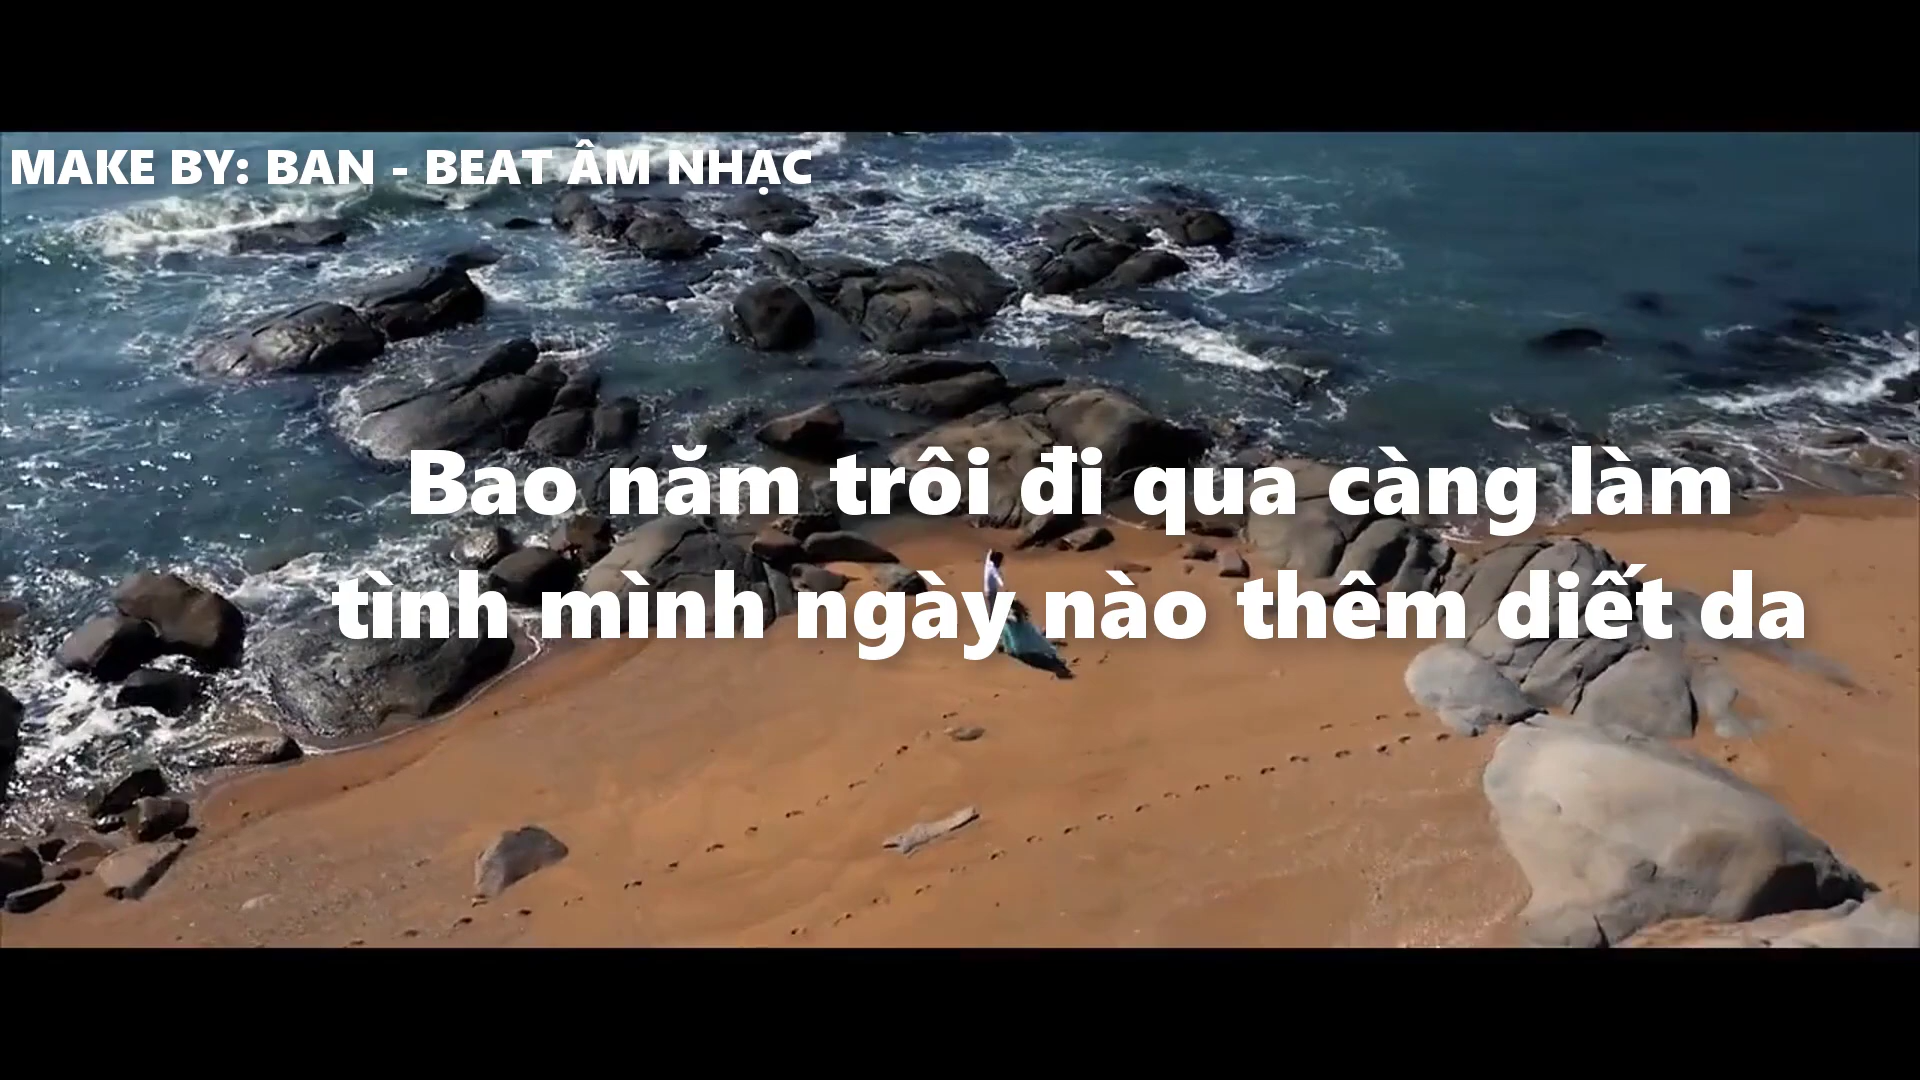 MAKE BY: BAN - BEAT ÂM NHẠC
Bao năm trôi đi qua càng làm
tình mình ngày nào thêm diết da